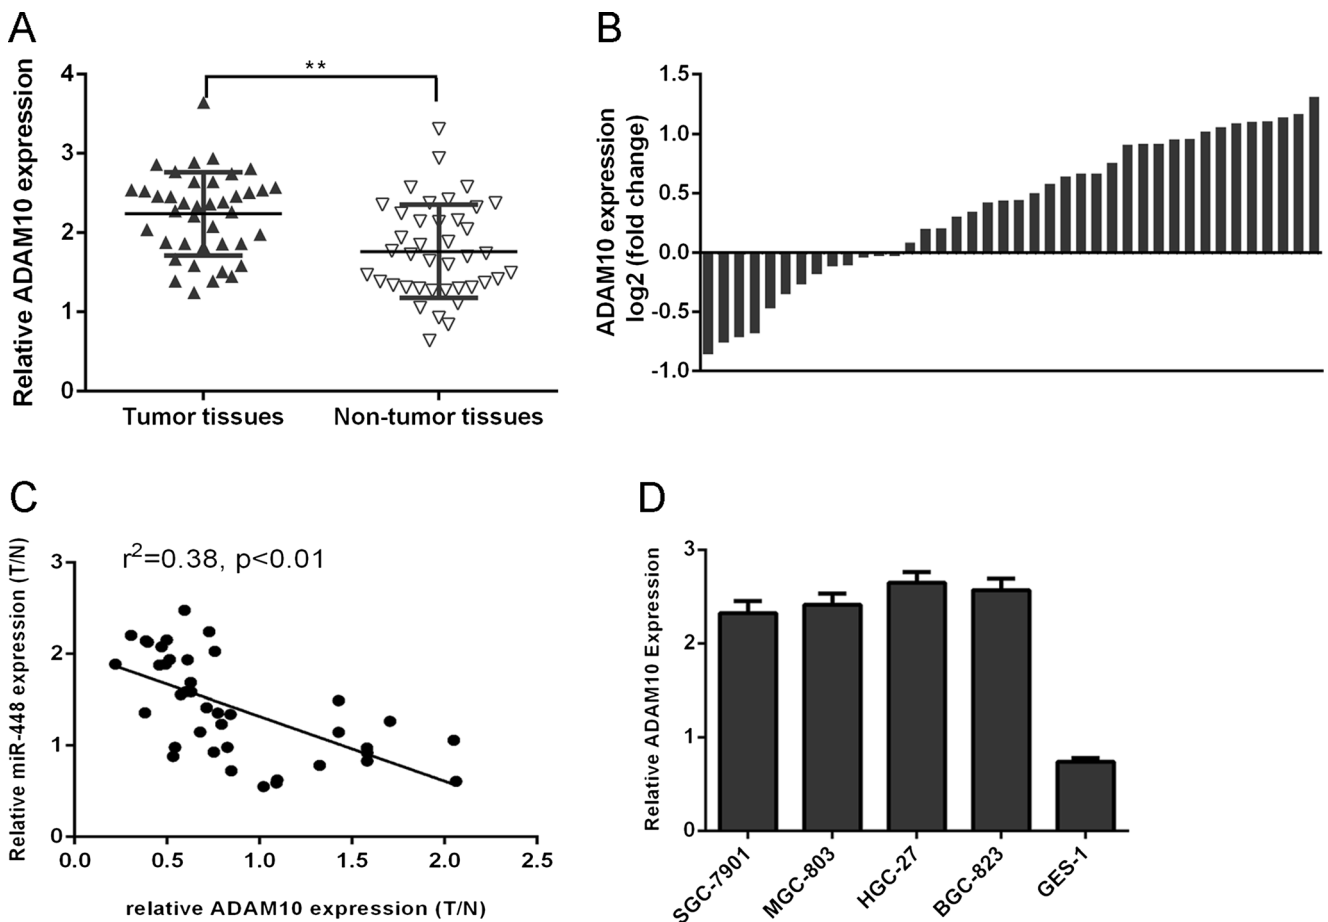 A
Relative ADAM10 expression
4
3
2
1
0
**
Tumor tissues
Non-tumor tissues
B
ADAM10 expression
log2 (fold change)
1.5
1.0
0.5
0.0
-0.5
-1.0
C
Relative miR-448 expression (T/N)
r2=0.38, p<0.01
3
2
1
0
0.0
0.5
1.0
1.5
2.0
2.5
relative ADAM10 expression (T/N)
D
Relative ADAM10 Expression
3
2
1
0
SGC-7901
MGC-803
HGC-27
BGC-823
GES-1